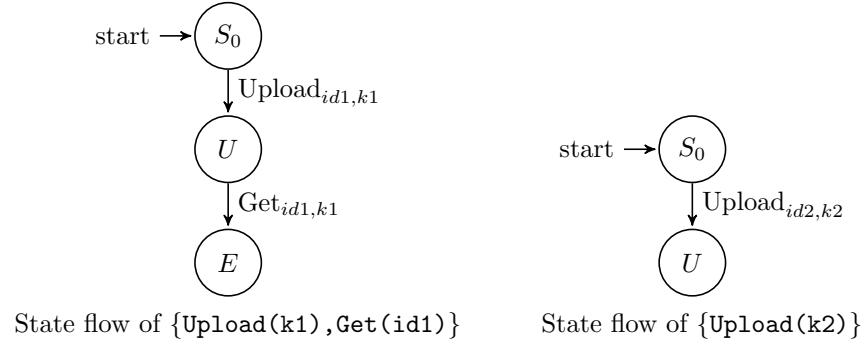 start
S0
Upload id1,k1
U
Get id1,k1
E
State flow of {Upload(k1),Get(id1)}
start
S0
Upload id2,k2
U
State flow of {Upload(k2)}